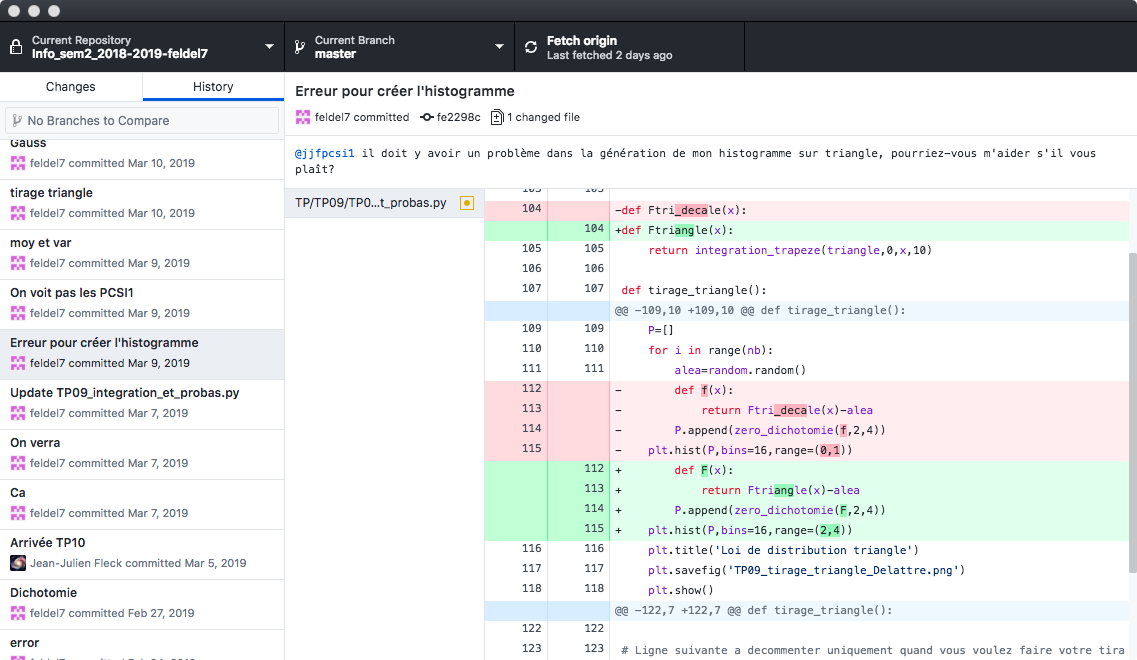 Current Repository
Info_sem2_2018-2019-feldel7
Current Branch
master
Fetch origin
Last fetched 2 days ago
Changes
History
No Branches to Compare
Gauss
feldel7 committed Mar 10, 2019
tirage triangle
feldel7 committed Mar 10, 2019
moy et var
feldel7 committed Mar 9, 2019
On voit pas les PCSI1
feldel7 committed Mar 9, 2019
Erreur pour créer l'histogramme
feldel7 committed Mar 9, 2019
Update TP09_integration_et_probas.py
feldel7 committed Mar 7, 2019
On verra
feldel7 committed Mar 7, 2019
Ca
feldel7 committed Mar 7, 2019
Arrivée TP10
Jean-Julien Fleck committed Mar 5, 2019
Dichotomie
feldel7 committed Feb 27, 2019
error
Erreur pour créer l'histogramme
feldel7 committed fe2298c 1 changed file
@jjfpcsi1 il doit y avoir un problème dans la génération de mon histogramme sur triangle, pourriez-vous m'aider s'il vous
plaît?
TP/TP09/TP0...t_probas.py
103 103
104 -def Ftri_decale(x):
104 +def Ftriangle(x):
105 105 return integration_trapeze(triangle,0,x,10)
106 106
107 107 def tirage_triangle():
@@ -109,10 +109,10 @@ def tirage_triangle():
109 109 P=[]
110 110 for i in range(nb):
111 111 alea=random.random()
112 - def f(x):
113 - return Ftri_decale(x)-alea
114 - P.append(zero_dichotomie(f,2,4))
115 - plt.hist(P,bins=16,range=(0,1))
112 + def F(x):
113 + return Ftriangle(x)-alea
114 + P.append(zero_dichotomie(F,2,4))
115 + plt.hist(P,bins=16,range=(2,4))
116 116 plt.title('Loi de distribution triangle')
117 117 plt.savefig('TP09_tirage_triangle_Delattre.png')
118 118 plt.show()
@@ -122,7 +122,7 @@ def tirage_triangle():
122 122
123 123 # Ligne suivante a decommenter uniquement quand vous voulez faire votre tira